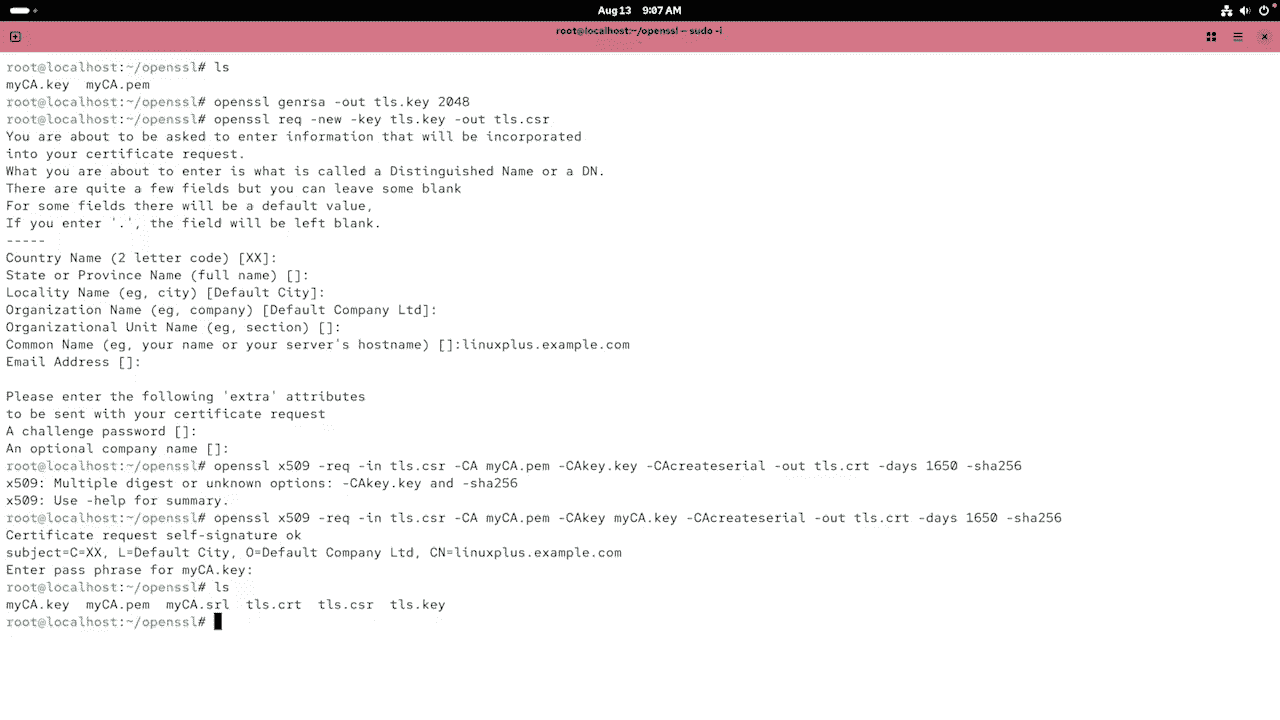 Aug 13 9:07 AM
root@localhost:~/openssl – sudo -i
root@localhost:~/openssl# ls
myCA.key  myCA.pem
root@localhost:~/openssl# openssl genrsa -out tls.key 2048
root@localhost:~/openssl# openssl req -new -key tls.key -out tls.csr
You are about to be asked to enter information that will be incorporated
into your certificate request.
What you are about to enter is what is called a Distinguished Name or a DN.
There are quite a few fields but you can leave some blank
For some fields there will be a default value,
If you enter '.', the field will be left blank.
-----
Country Name (2 letter code) [XX]:
State or Province Name (full name) []:
Locality Name (eg, city) [Default City]:
Organization Name (eg, company) [Default Company Ltd]:
Organizational Unit Name (eg, section) []:
Common Name (eg, your name or your server's hostname) []:linuxplus.example.com
Email Address []:
Please enter the following 'extra' attributes
to be sent with your certificate request
A challenge password []:
An optional company name []:
root@localhost:~/openssl# openssl x509 -req -in tls.csr -CA myCA.pem -CAkey.key -CAcreateserial -out tls.crt -days 1650 -sha256
x509: Multiple digest or unknown options: -CAkey.key and -sha256
x509: Use -help for summary.
root@localhost:~/openssl# openssl x509 -req -in tls.csr -CA myCA.pem -CAkey myCA.key -CAcreateserial -out tls.crt -days 1650 -sha256
Certificate request self-signature ok
subject=C=XX, L=Default City, O=Default Company Ltd, CN=linuxplus.example.com
Enter pass phrase for myCA.key:
root@localhost:~/openssl# ls
myCA.key  myCA.pem  myCA.srl  tls.crt  tls.csr  tls.key
root@localhost:~/openssl#